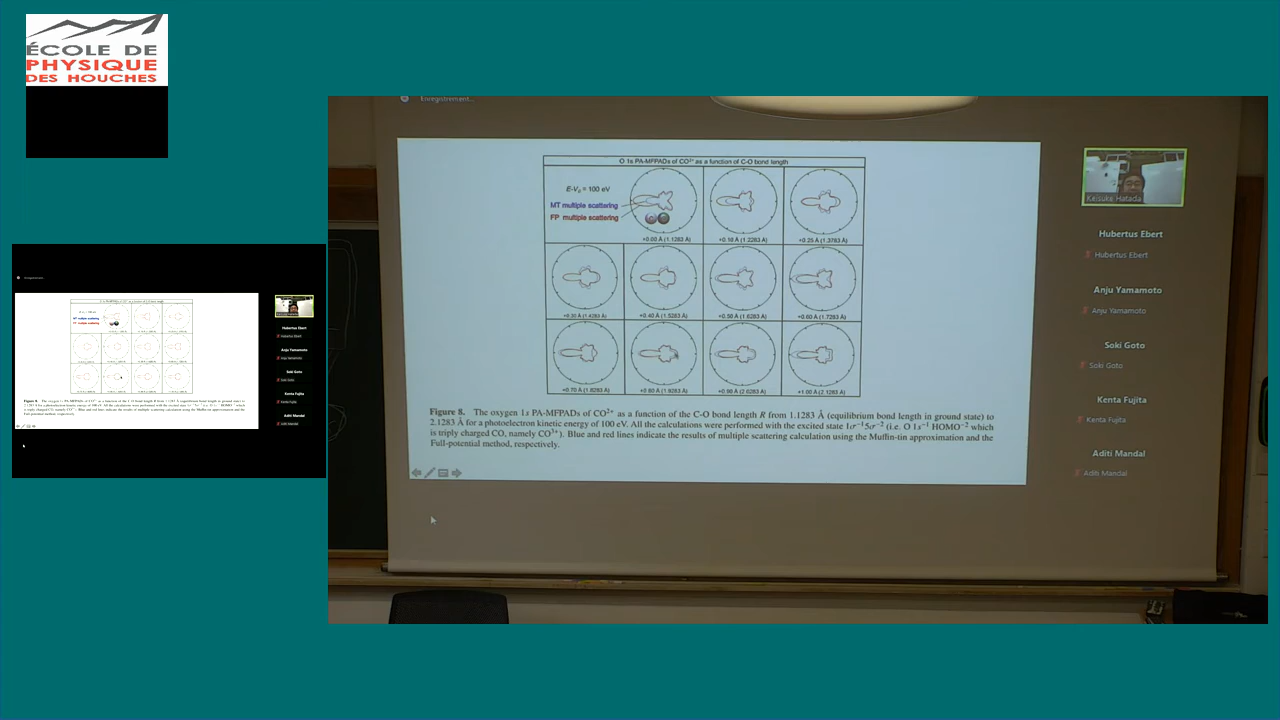 ÉCOLE DE
PHYSIQUE
DES HOUCHES
Enregistrement...
O 1s PA-MFPADs of CO²⁺ as a function of C-O bond length
E-V₀ = 100 eV
MT multiple scattering
FP multiple scattering
+0.00 Å (1.1283 Å)
+0.10 Å (1.2283 Å)
+0.25 Å (1.3783 Å)
+0.30 Å (1.4283 Å)
+0.40 Å (1.5283 Å)
+0.50 Å (1.6283 Å)
+0.60 Å (1.7283 Å)
+0.70 Å (1.8283 Å)
+0.80 Å (1.9283 Å)
+0.90 Å (2.0283 Å)
+1.00 Å (2.1283 Å)
Figure 8. The oxygen 1s PA-MFPADs of CO²⁺ as a function of the C-O bond length R from 1.1283 Å (equilibrium bond length in ground state) to
2.1283 Å for a photoelectron kinetic energy of 100 eV. All the calculations were performed with the excited state 1σ⁻¹5σ⁻² (i.e. O 1s⁻¹ HOMO⁻² which
is triply charged CO, namely CO³⁺). Blue and red lines indicate the results of multiple scattering calculation using the Muffin-tin approximation and the
Full-potential method, respectively.
Keisuke Hatada
Hubertus Ebert
Hubertus Ebert
Anju Yamamoto
Anju Yamamoto
Soki Goto
Soki Goto
Kenta Fujita
Kenta Fujita
Aditi Mandal
Aditi Mandal